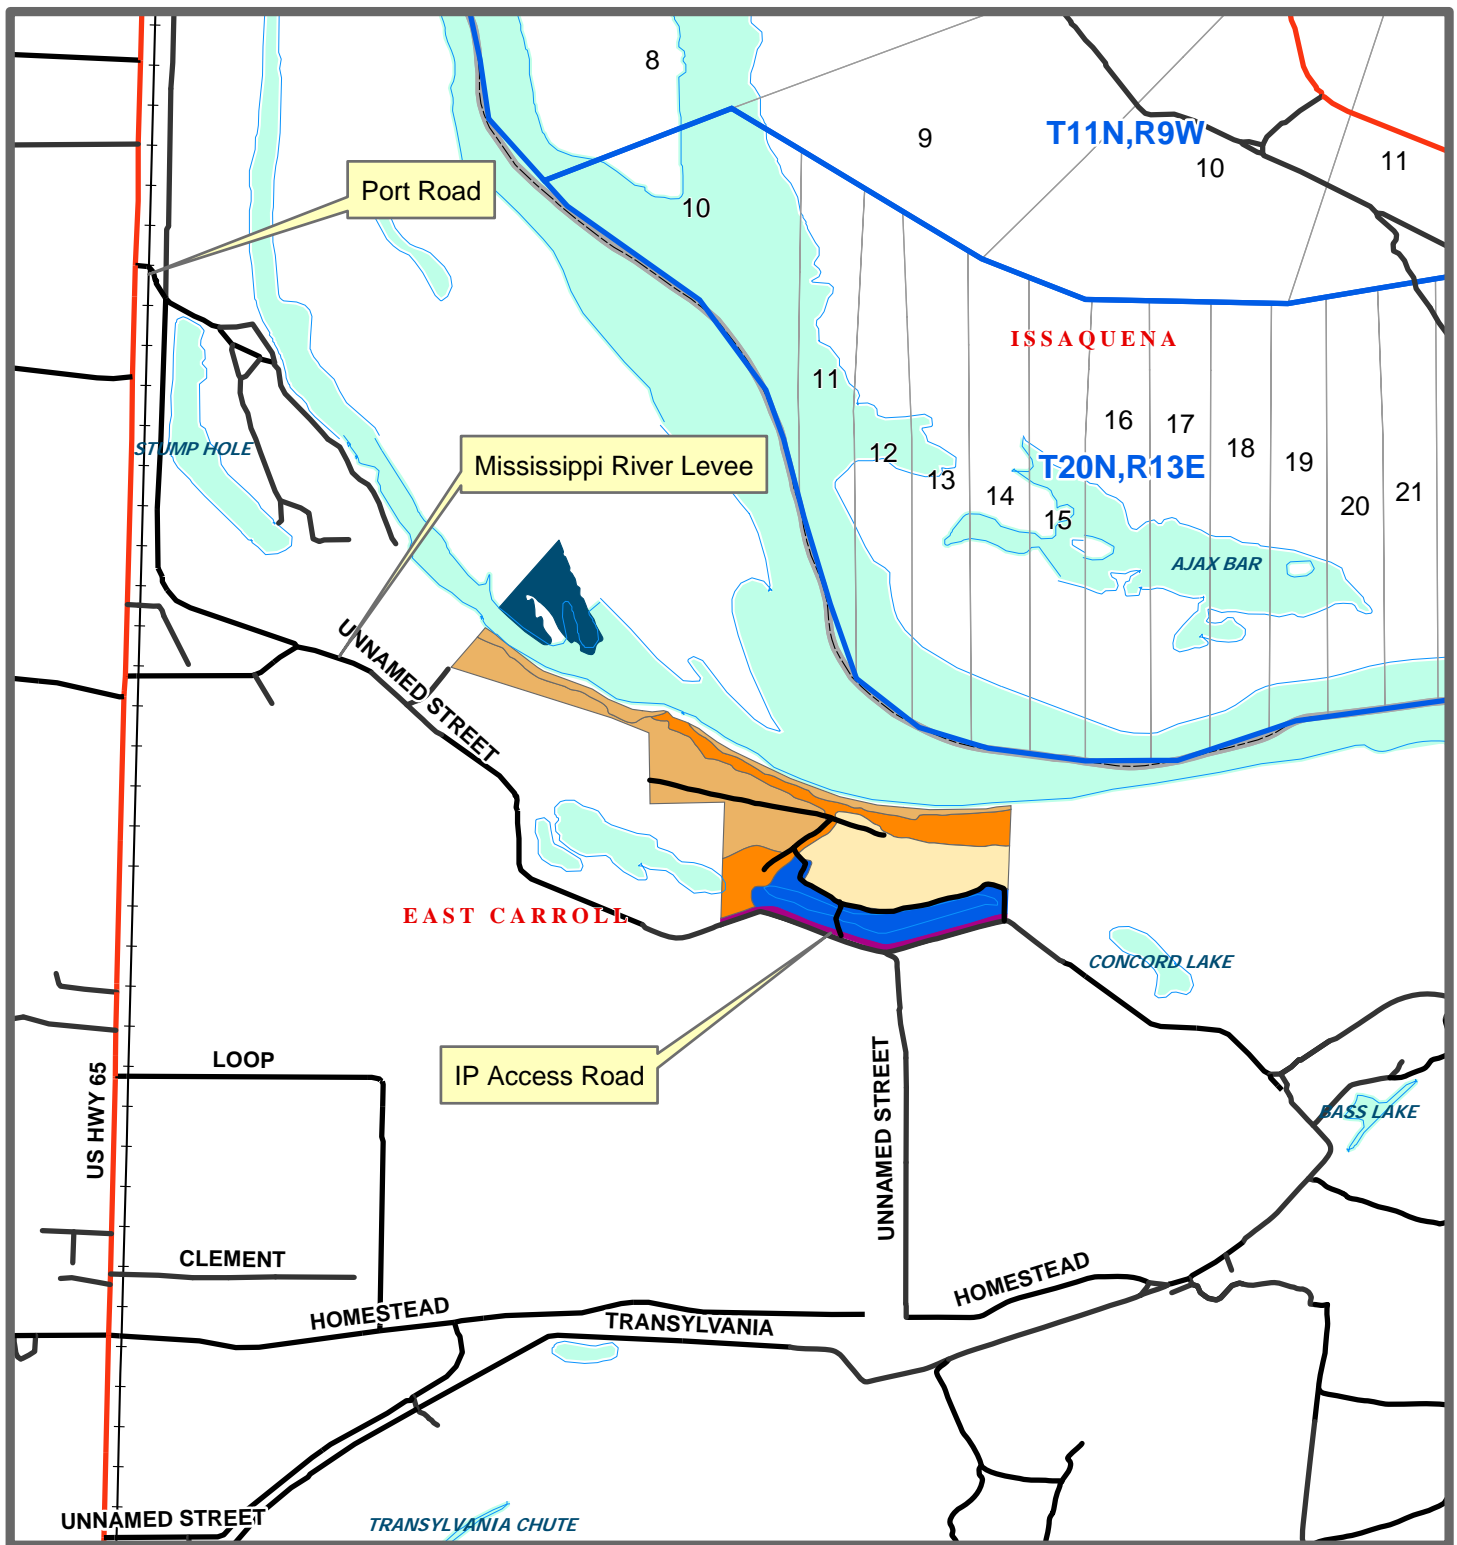 8
9
T11N,R9W
10
11
Port Road
10
ISSAQUENA
11
16
17
18
STUMP HOLE
12
Mississippi River Levee
T20N,R13E
19
13
14
20
21
15
AJAX BAR
UNNAMED STREET
EAST CARROLL
CONCORD LAKE
LOOP
IP Access Road
US HWY 65
UNNAMED STREET
BASS LAKE
CLEMENT
HOMESTEAD
HOMESTEAD
TRANSYLVANIA
UNNAMED STREET
TRANSYLVANIA CHUTE